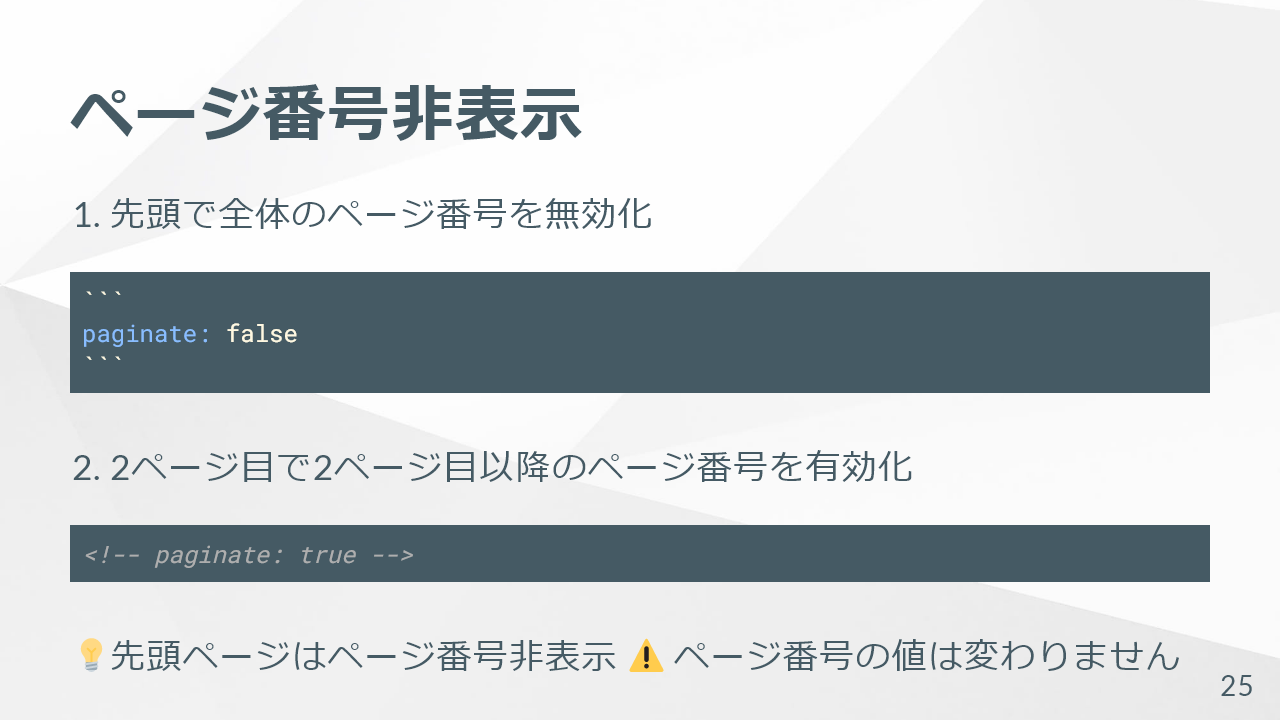 ページ番号非表示
1. 先頭で全体のページ番号を無効化
```
paginate: false
```
2. 2ページ目で2ページ目以降のページ番号を有効化
<!-- paginate: true -->
💡先頭ページはページ番号非表示 ⚠️ ページ番号の値は変わりません
25